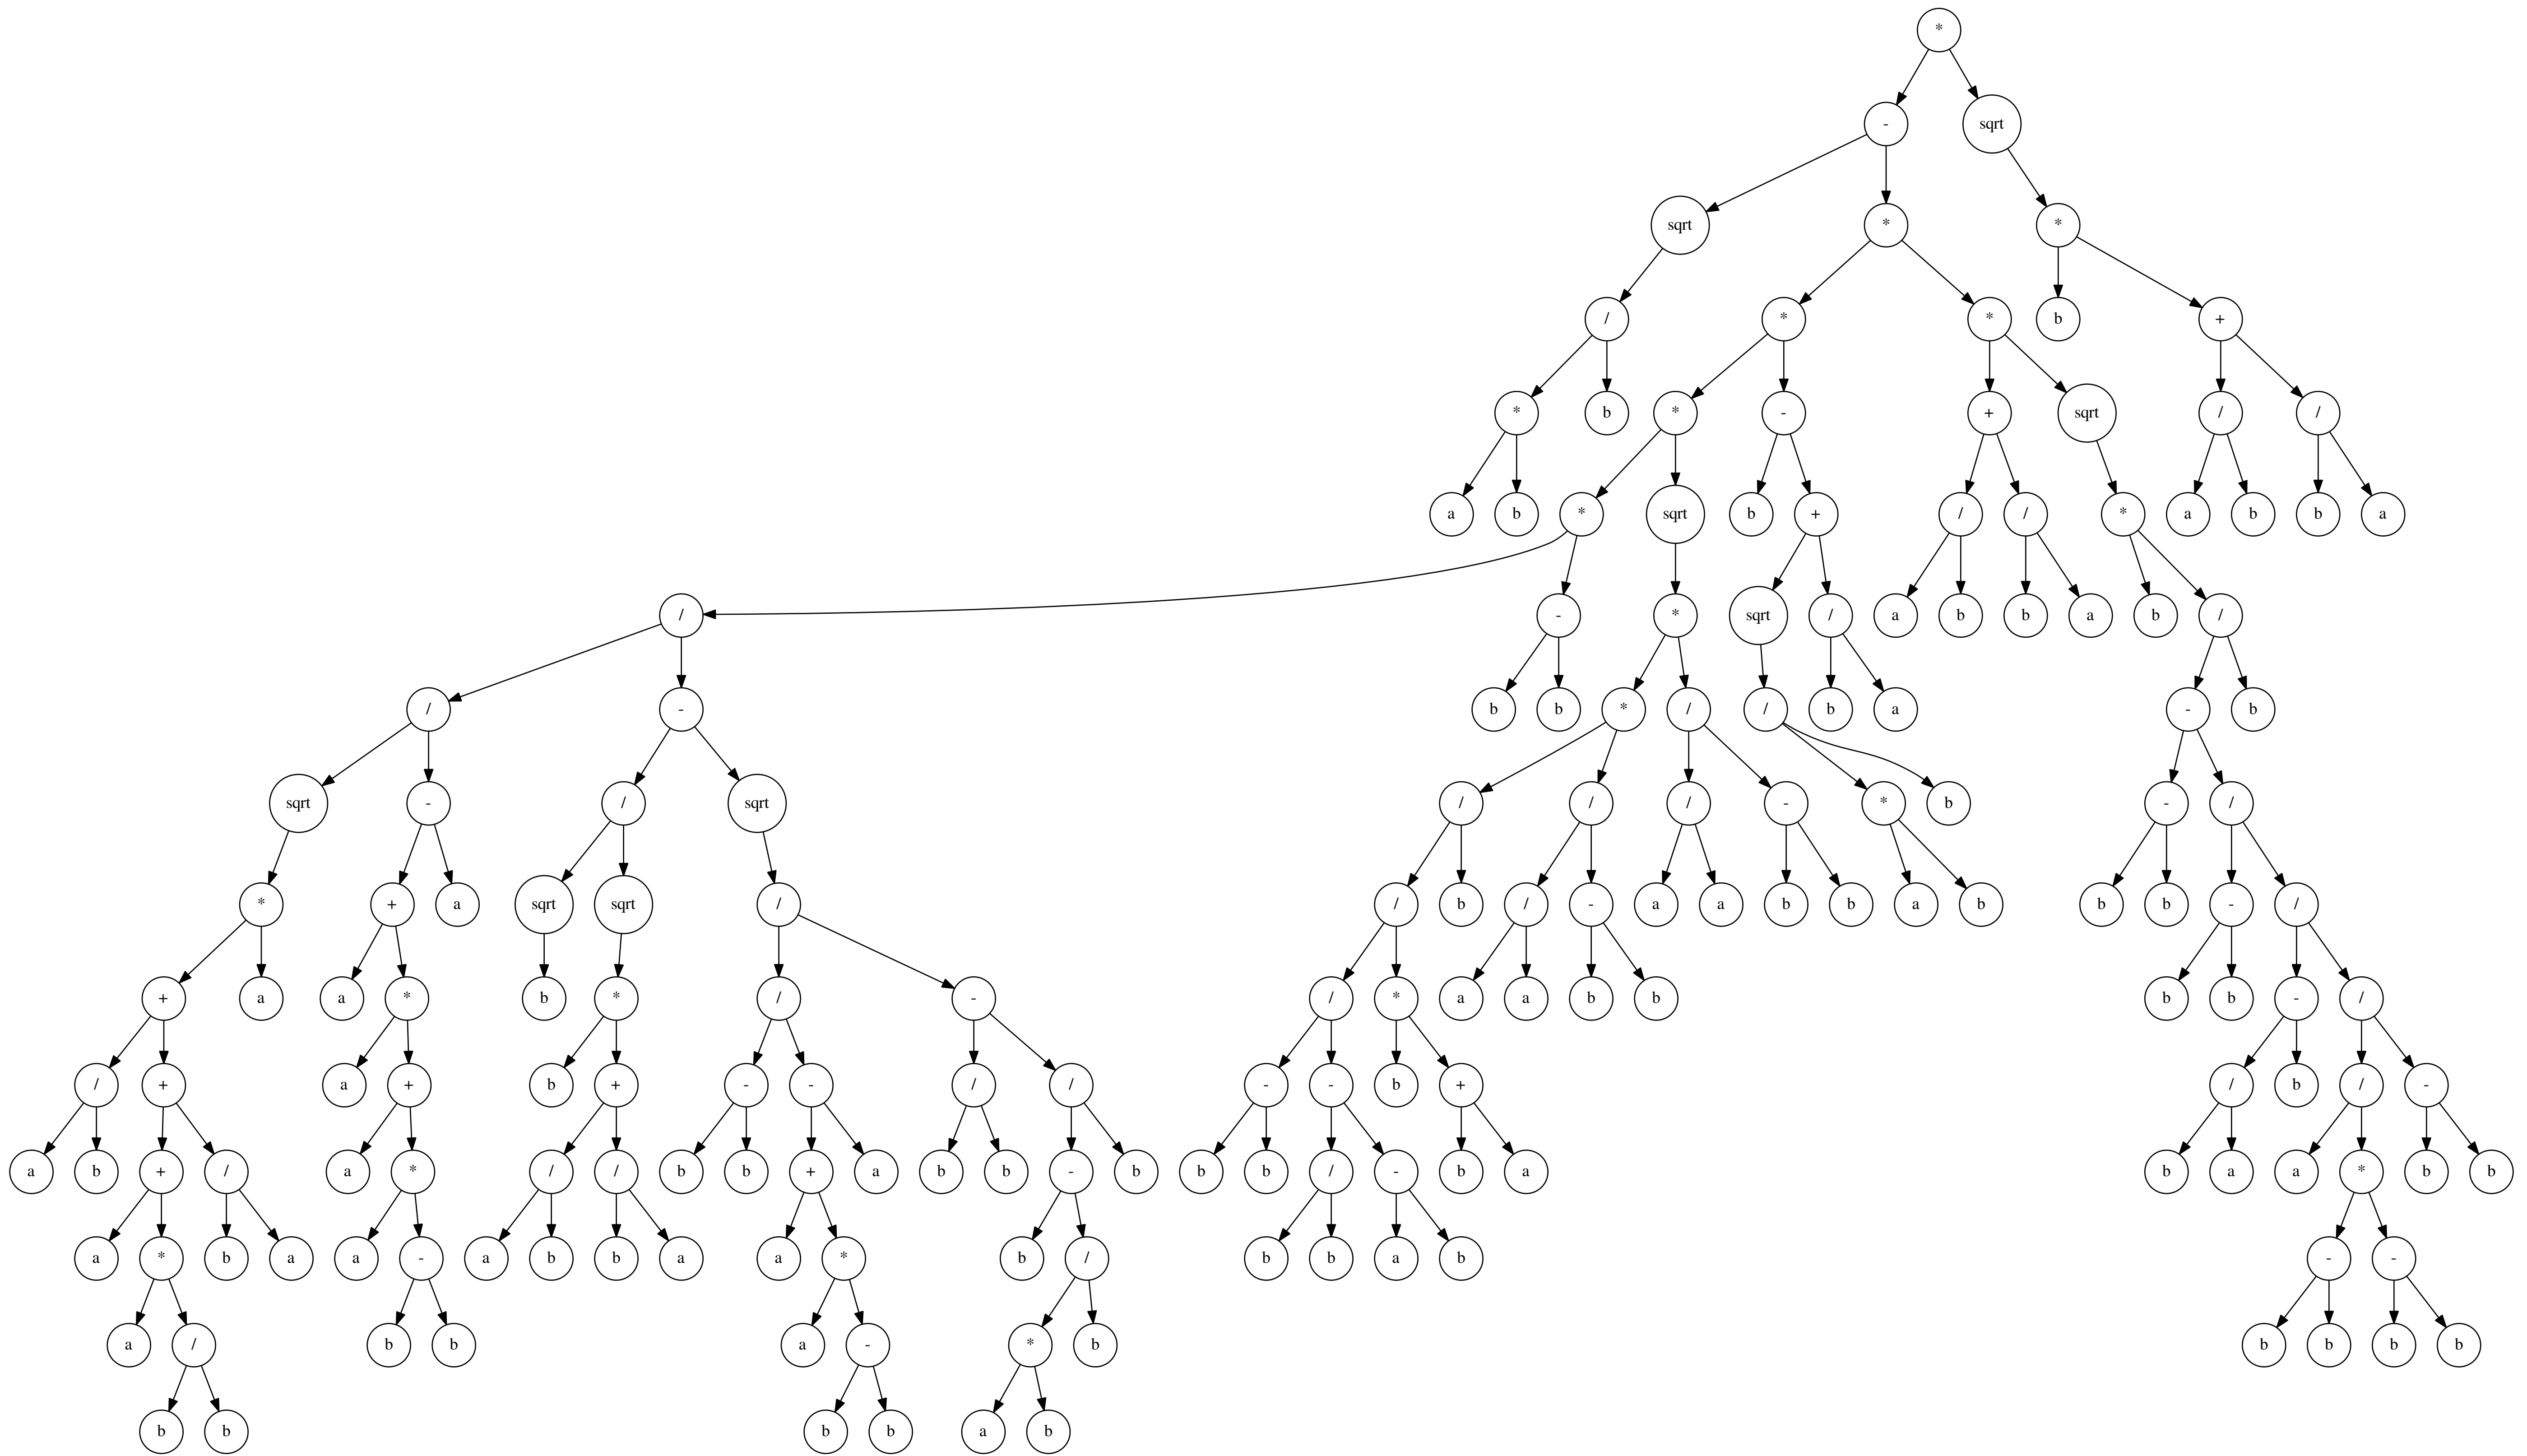 *
- sqrt
sqrt * *
/ * * b +
* b * - + sqrt / /
a b * sqrt b + / / * a b b a
/ - * sqrt / a b b a b /
/ - b b * / / b a - b
sqrt - / sqrt / / / - * b - /
* + a sqrt sqrt / / b / - a a b b a b b b - /
+ a a * b * / - / * a a b b b b - /
/ + a + b + - - / / - - b + / b / -
a b + / a * / / b b + a b b - b b b / - b a b a a * b b
a * b a a - a b b a a * b / b b a b - -
a / b b a - * b b b b b
b b b b a b